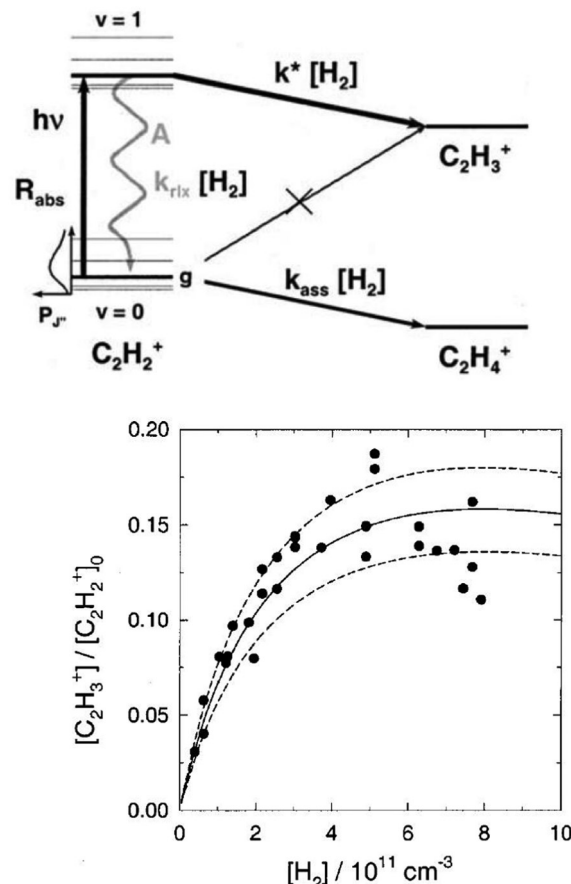 v = 1
k* [H₂]
hν
A
C₂H₃⁺
k_rlx [H₂]
R_abs
g
k_ass [H₂]
P_J"
v = 0
C₂H₂⁺
C₂H₄⁺
0.20
0.15
0.10
0.05
0.00
[C₂H₃⁺] / [C₂H₂⁺]₀
0 2 4 6 8 10
[H₂] / 10¹¹ cm⁻³